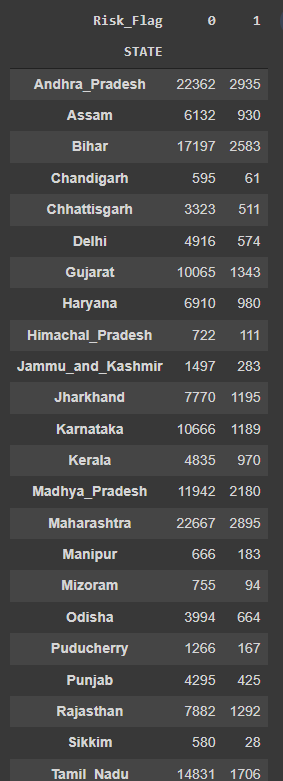 Risk_Flag 0 1
STATE
Andhra_Pradesh 22362 2935
Assam 6132 930
Bihar 17197 2583
Chandigarh 595 61
Chhattisgarh 3323 511
Delhi 4916 574
Gujarat 10065 1343
Haryana 6910 980
Himachal_Pradesh 722 111
Jammu_and_Kashmir 1497 283
Jharkhand 7770 1195
Karnataka 10666 1189
Kerala 4835 970
Madhya_Pradesh 11942 2180
Maharashtra 22667 2895
Manipur 666 183
Mizoram 755 94
Odisha 3994 664
Puducherry 1266 167
Punjab 4295 425
Rajasthan 7882 1292
Sikkim 580 28
Tamil_Nadu 14831 1706